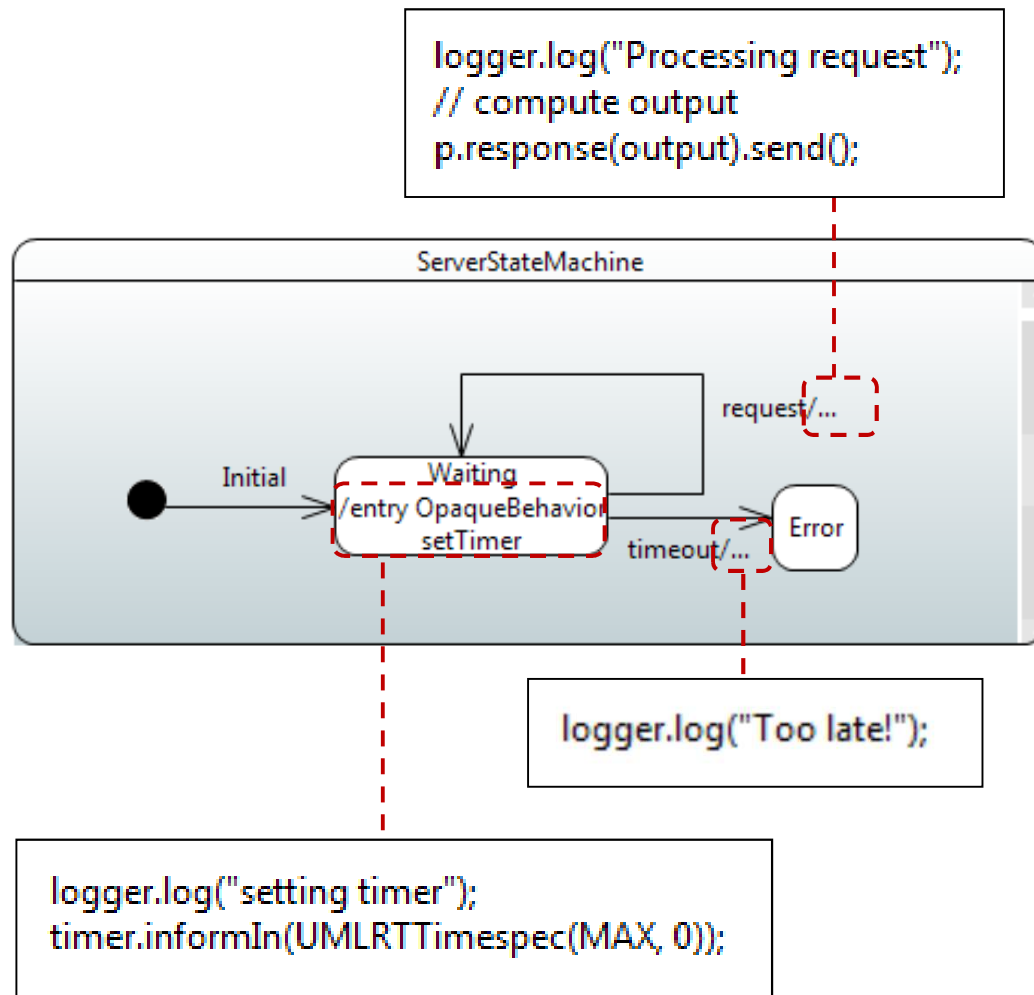 logger.log("Processing request");
// compute output
p.response(output).send();
ServerStateMachine
request/...
Initial
Waiting
/entry OpaqueBehavior
setTimer
timeout/...
Error
logger.log("Too late!");
logger.log("setting timer");
timer.informIn(UMLRTTimespec(MAX, 0));